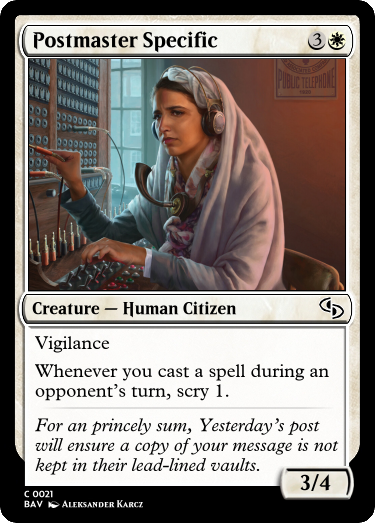 Postmaster Specific 3
PUBLIC TELEPHONE
Creature — Human Citizen
Vigilance
Whenever you cast a spell during an
opponent's turn, scry 1.
For an princely sum, Yesterday's post
will ensure a copy of your message is not
kept in their lead-lined vaults.
3/4
C 0021
BAV Aleksander Karcz